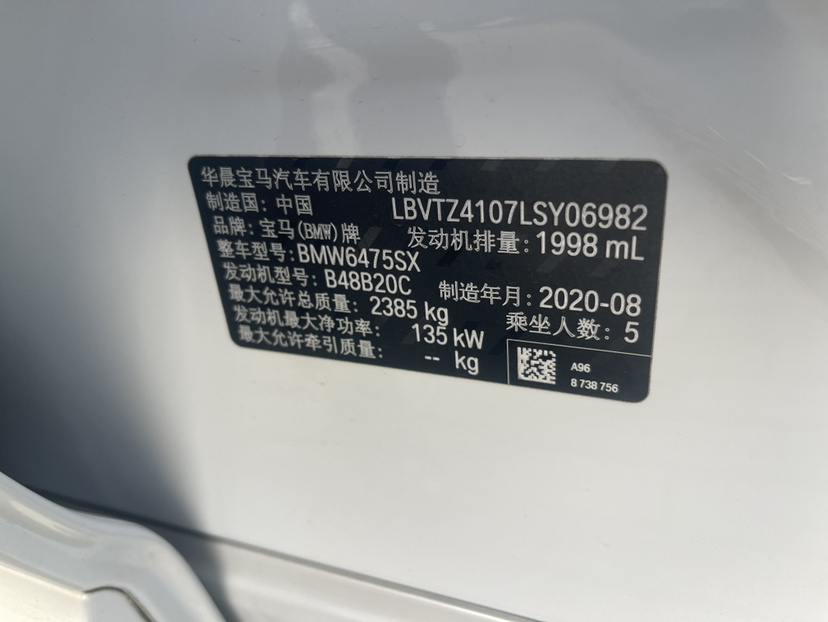 华晨宝马汽车有限公司制造
制造国：中国 LBVTZ4107LSY06982
品牌：宝马(BMW)牌 发动机排量：1998 mL
整车型号：BMW6475SX
发动机型号：B48B20C 制造年月：2020-08
最大允许总质量：2385 kg 乘坐人数：5
发动机最大净功率：135 kW
最大允许牵引质量：-- kg
A96
8 738 756